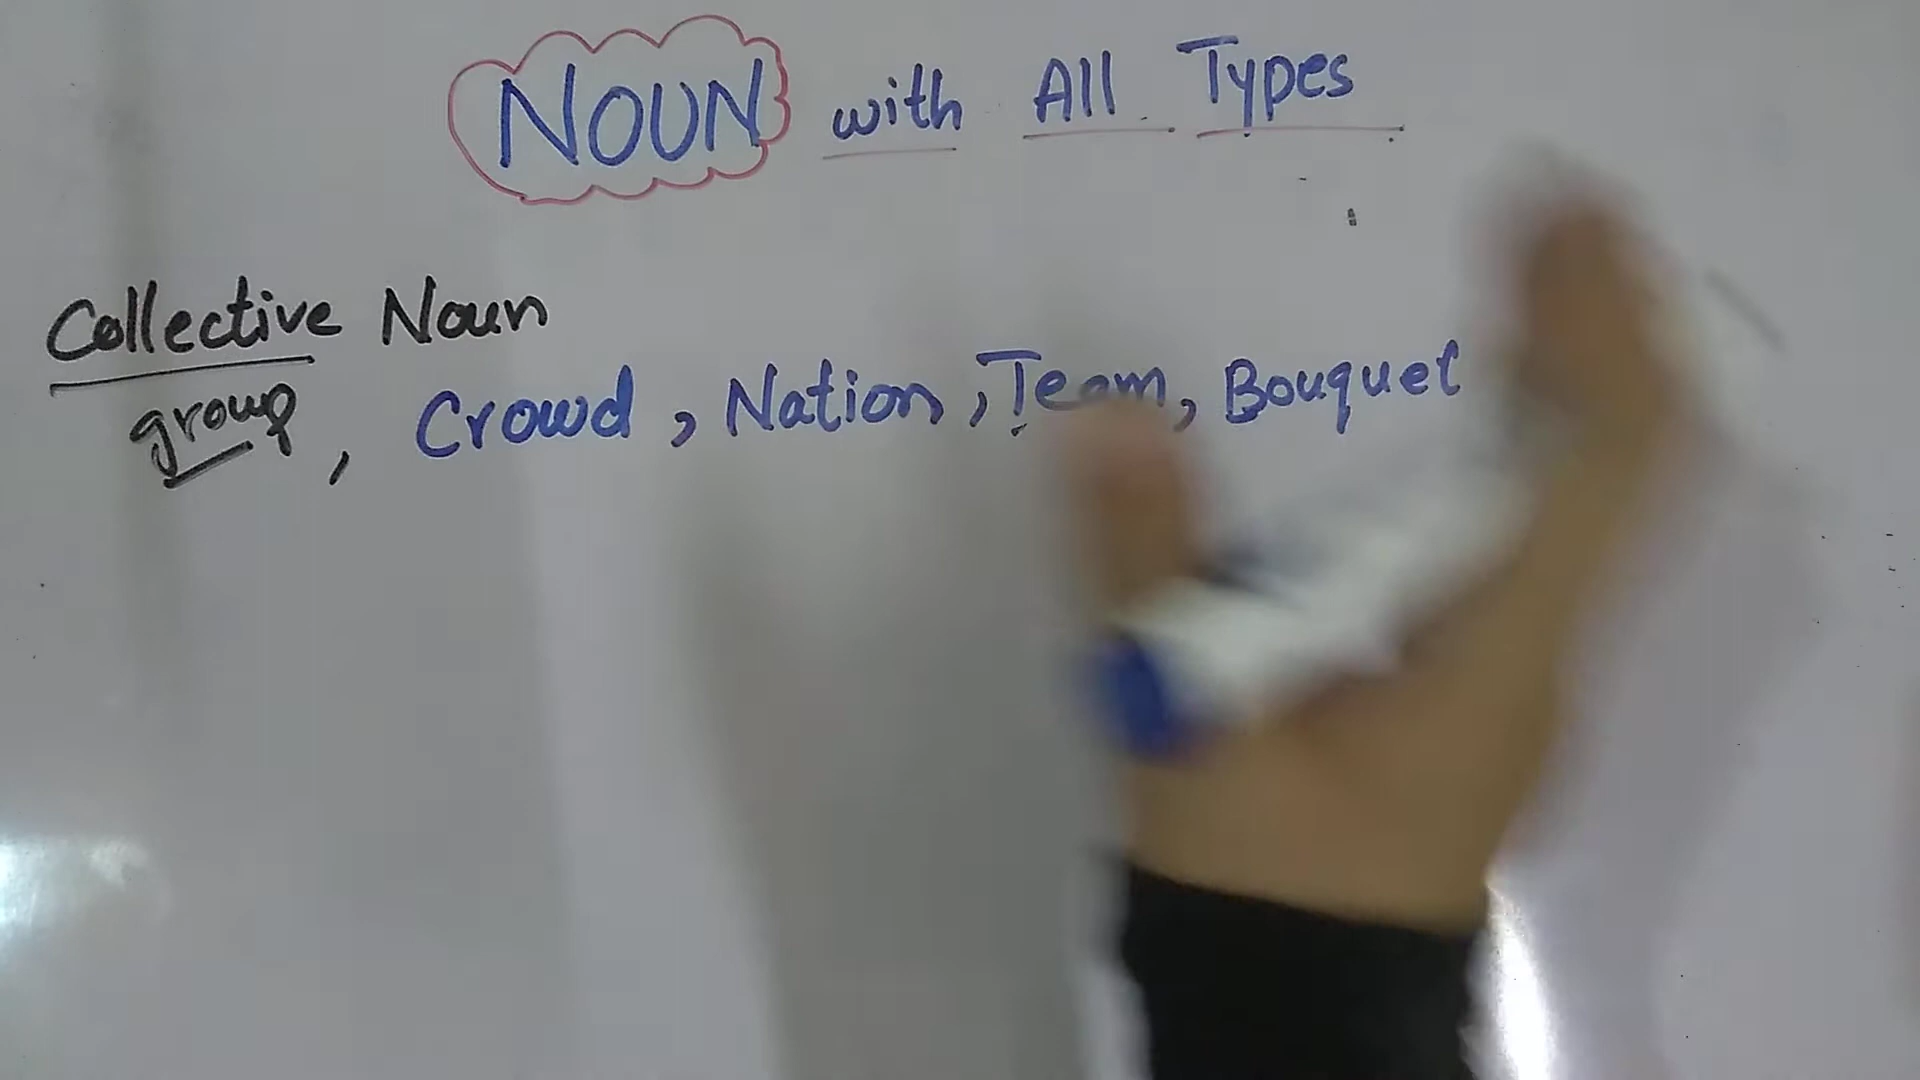 NOUN with All Types
Collective Noun
group, Crowd, Nation, Team, Bouquet